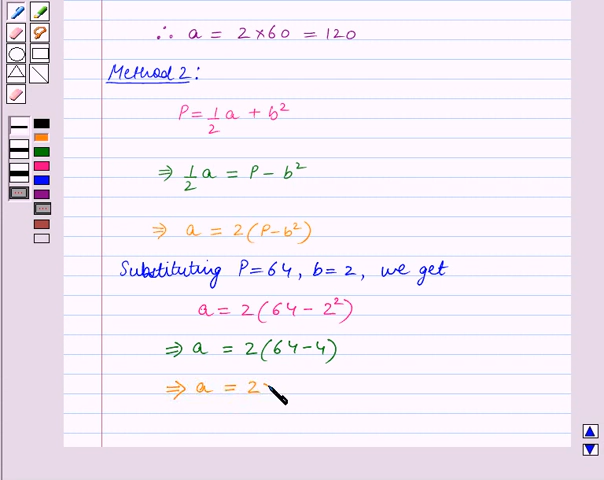 ∴ a = 2×60 = 120
Method 2:
P = 1/2 a + b²
⇒ 1/2 a = P − b²
⇒ a = 2(P−b²)
Substituting P=64, b=2, we get
a = 2(64 − 2²)
⇒ a = 2(64−4)
⇒ a = 2